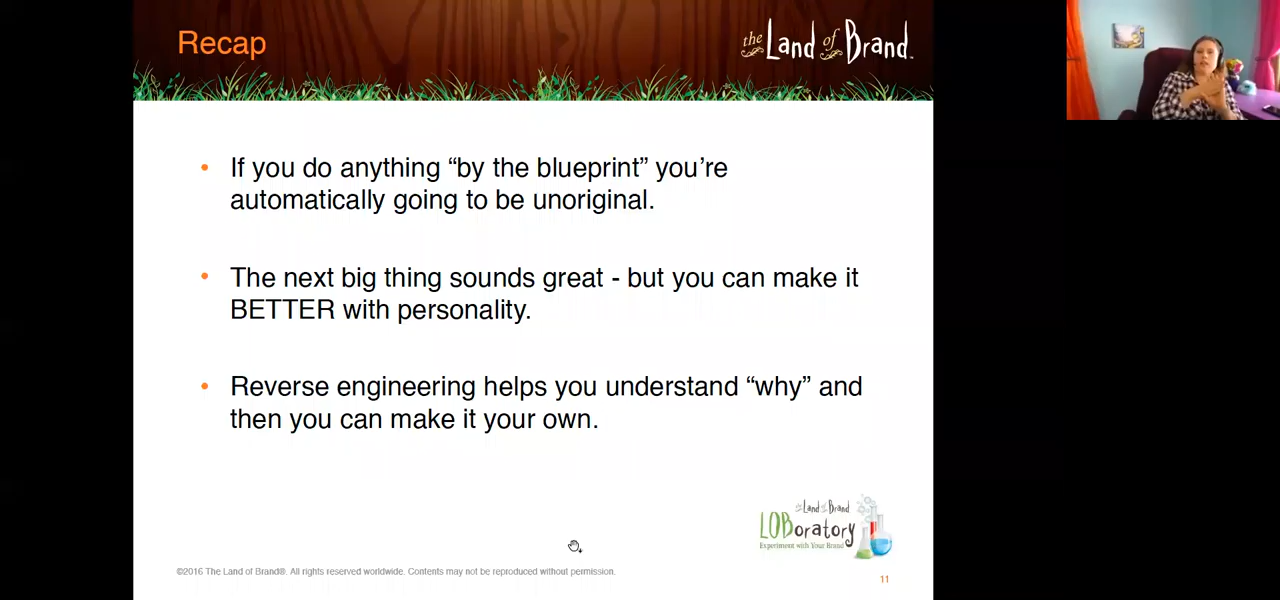 Recap
the Land of Brand™
• If you do anything “by the blueprint” you’re
automatically going to be unoriginal.
• The next big thing sounds great - but you can make it
BETTER with personality.
• Reverse engineering helps you understand “why” and
then you can make it your own.
the Land of Brand
LOBoratory
Experiment with Your Brand
©2016 The Land of Brand®. All rights reserved worldwide. Contents may not be reproduced without permission.
11